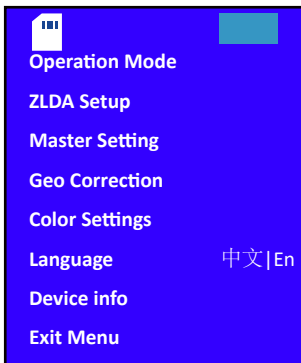 Operation Mode
ZLDA Setup
Master Setting
Geo Correction
Color Settings
Language 中文|En
Device info
Exit Menu